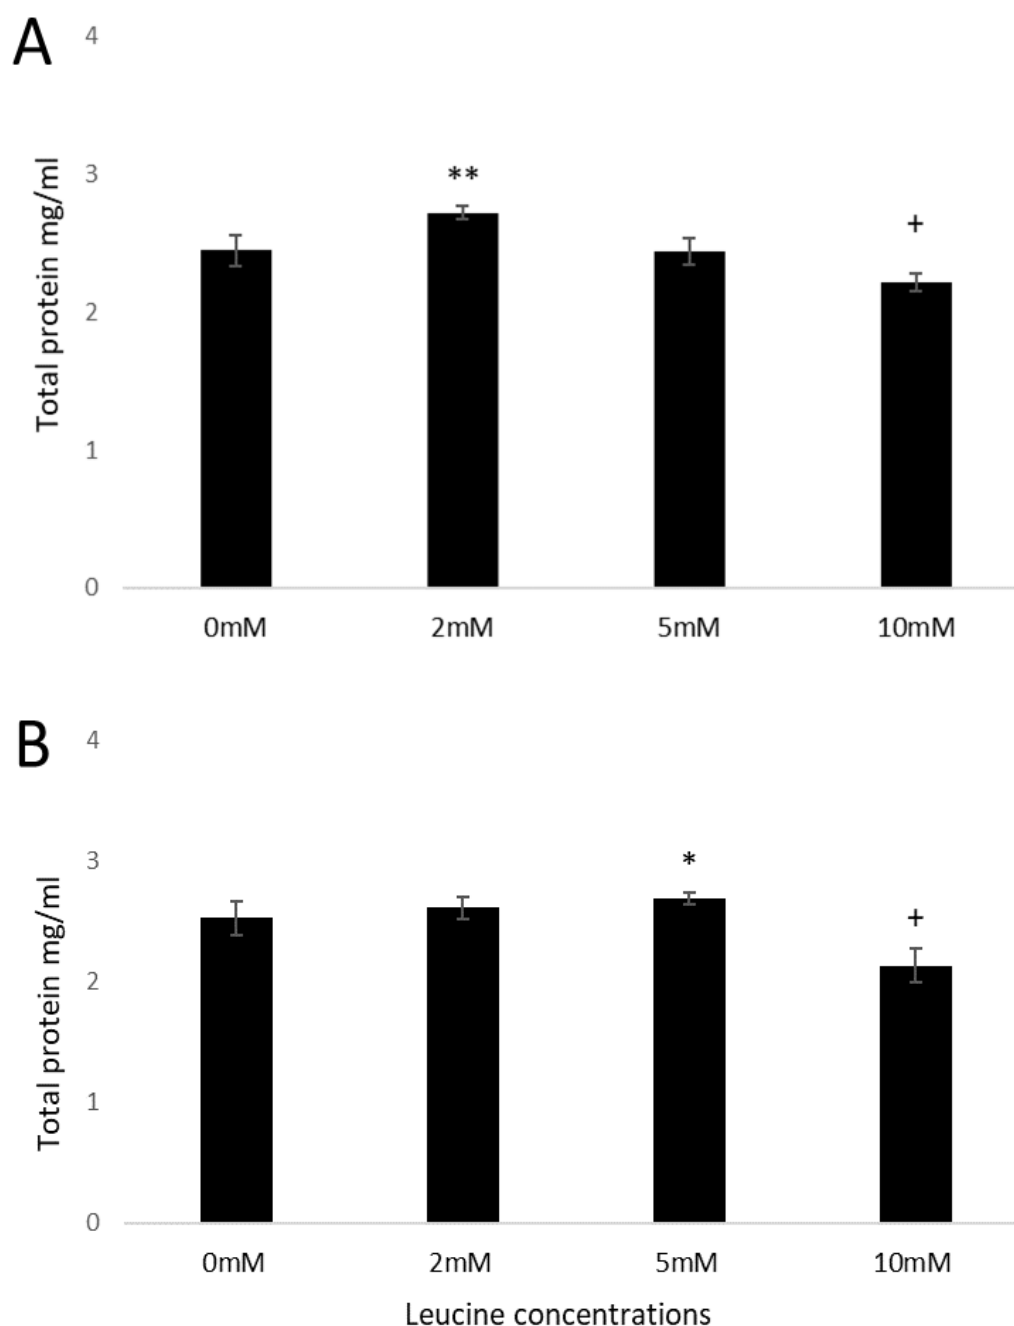 A
4
3
2
1
0
Total protein mg/ml
**
+
0mM 2mM 5mM 10mM
B
4
3
2
1
0
Total protein mg/ml
*
+
0mM 2mM 5mM 10mM
Leucine concentrations